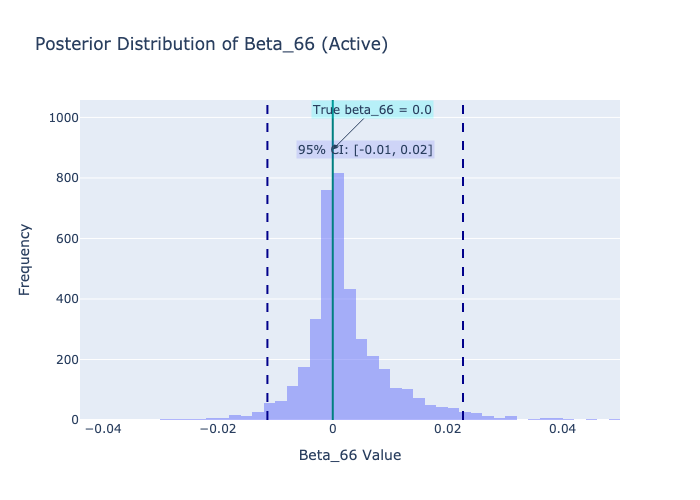 Posterior Distribution of Beta_66 (Active)
True beta_66 = 0.0
95% CI: [-0.01, 0.02]
1000
800
600
400
200
0
Frequency
−0.04
−0.02
0
0.02
0.04
Beta_66 Value